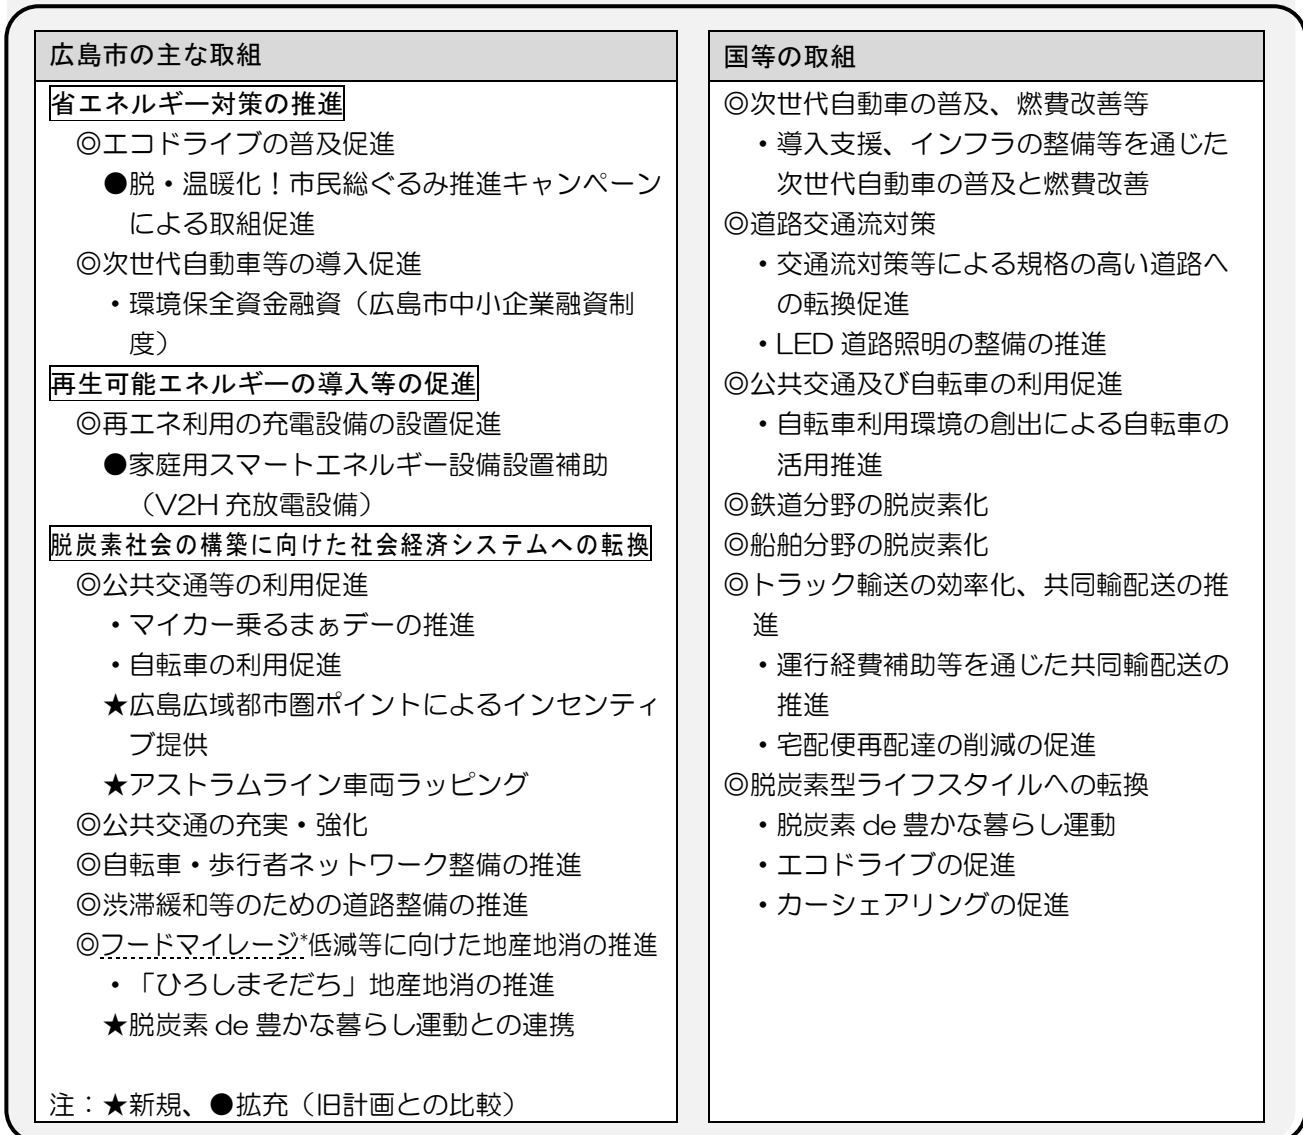 広島市の主な取組
省エネルギー対策の推進
◎エコドライブの普及促進
●脱・温暖化！市民総ぐるみ推進キャンペーン
による取組促進
◎次世代自動車等の導入促進
・環境保全資金融資（広島市中小企業融資制
度）
再生可能エネルギーの導入等の促進
◎再エネ利用の充電設備の設置促進
●家庭用スマートエネルギー設備設置補助
（V2H 充放電設備）
脱炭素社会の構築に向けた社会経済システムへの転換
◎公共交通等の利用促進
・マイカー乗るまぁデーの推進
・自転車の利用促進
★広島広域都市圏ポイントによるインセンティ
ブ提供
★アストラムライン車両ラッピング
◎公共交通の充実・強化
◎自転車・歩行者ネットワーク整備の推進
◎渋滞緩和等のための道路整備の推進
◎フードマイレージ*低減等に向けた地産地消の推進
・「ひろしまそだち」地産地消の推進
★脱炭素 de 豊かな暮らし運動との連携
注：★新規、●拡充（旧計画との比較）
国等の取組
◎次世代自動車の普及、燃費改善等
・導入支援、インフラの整備等を通じた
次世代自動車の普及と燃費改善
◎道路交通流対策
・交通流対策等による規格の高い道路へ
の転換促進
・LED 道路照明の整備の推進
◎公共交通及び自転車の利用促進
・自転車利用環境の創出による自転車の
活用推進
◎鉄道分野の脱炭素化
◎船舶分野の脱炭素化
◎トラック輸送の効率化、共同輸配送の推
進
・運行経費補助等を通じた共同輸配送の
推進
・宅配便再配達の削減の促進
◎脱炭素型ライフスタイルへの転換
・脱炭素 de 豊かな暮らし運動
・エコドライブの促進
・カーシェアリングの促進